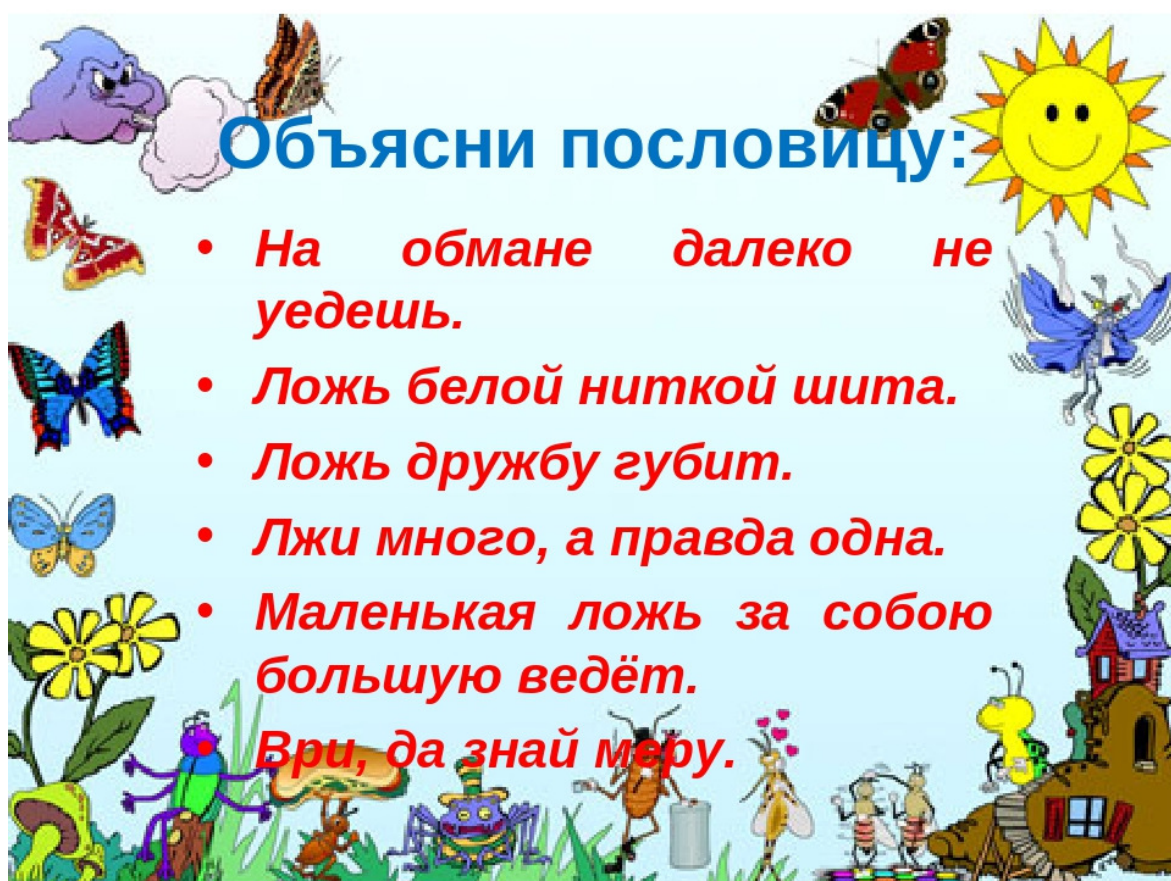 Объясни пословицу:
• На обмане далеко не
уедешь.
• Ложь белой ниткой шита.
• Ложь дружбу губит.
• Лжи много, а правда одна.
• Маленькая ложь за собою
большую ведёт.
• Ври, да знай меру.